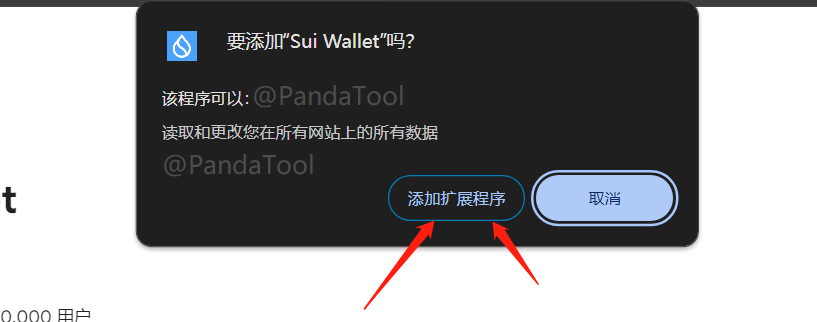 要添加“Sui Wallet”吗?
该程序可以:@PandaTool
读取和更改您在所有网站上的所有数据
@PandaTool
添加扩展程序 取消
t
0,000 用户